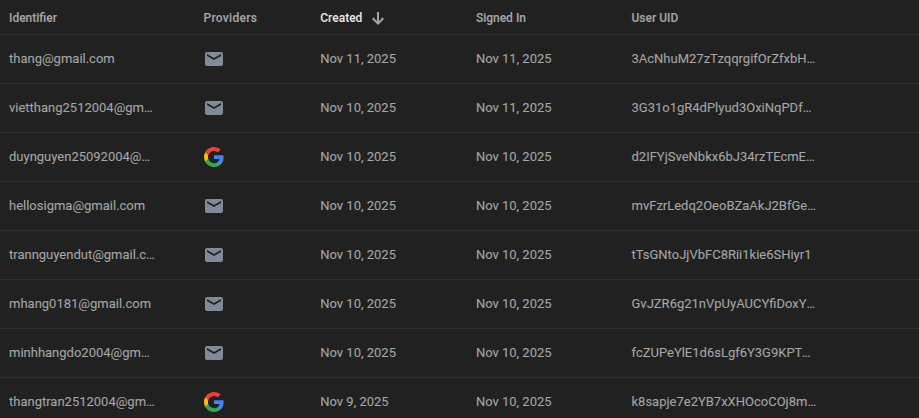 Identifier Providers Created Signed In User UID
thang@gmail.com Nov 11, 2025 Nov 11, 2025 3AcNhuM27zTzqqrgifOrZfxbH...
vietthang2512004@gm... Nov 10, 2025 Nov 11, 2025 3G31o1gR4dPlyud3OxiNqPDf...
duynguyen25092004@... Nov 10, 2025 Nov 10, 2025 d2IFYjSveNbkx6bJ34rzTEcmE...
hellosigma@gmail.com Nov 10, 2025 Nov 10, 2025 mvFzrLedq2OeoBZaAkJ2BfGe...
trannguyendut@gmail.c... Nov 10, 2025 Nov 10, 2025 tTsGNtoJjVbFC8Rii1kie6SHiyr1
mhang0181@gmail.com Nov 10, 2025 Nov 10, 2025 GvJZR6g21nVpUyAUCYfiDoxY...
minhhangdo2004@gm... Nov 10, 2025 Nov 10, 2025 fcZUPeYlE1d6sLgf6Y3G9KPT...
thangtran2512004@gm... Nov 9, 2025 Nov 10, 2025 k8sapje7e2YB7xXHOcoCOj8m...